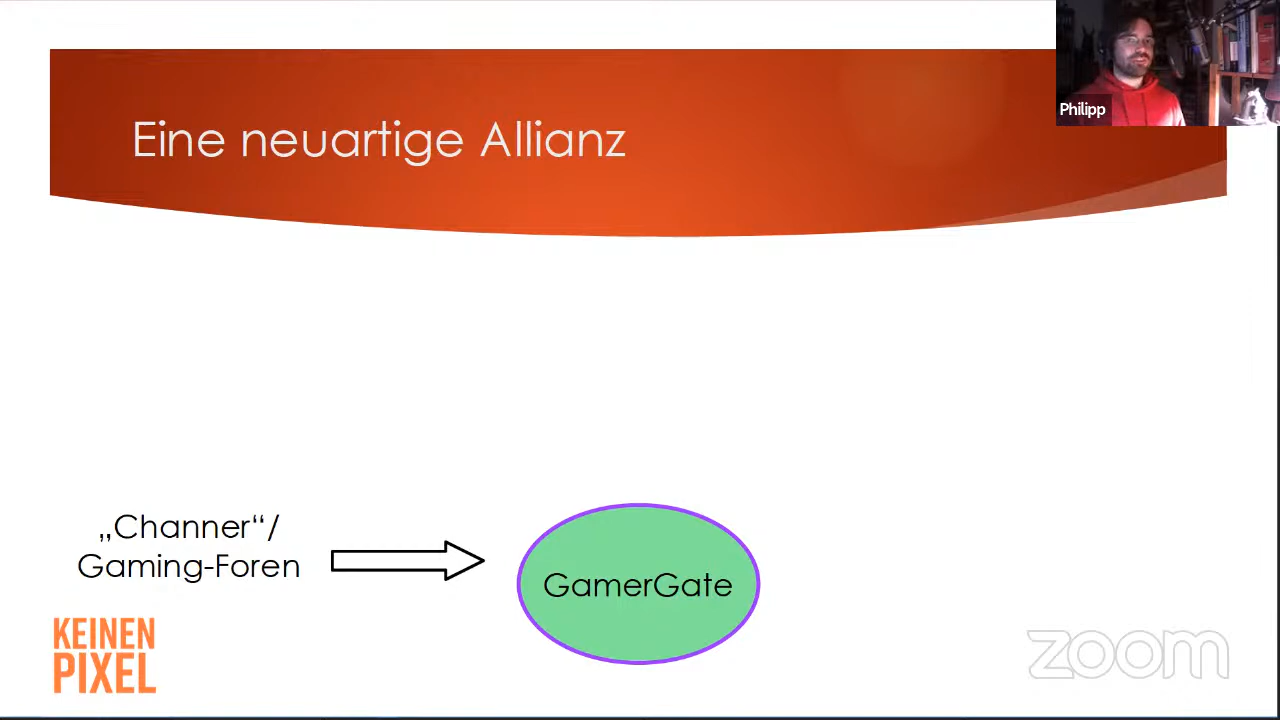 Eine neuartige Allianz
Philipp
„Channer“/
Gaming-Foren
GamerGate
KEINEN
PIXEL
zoom